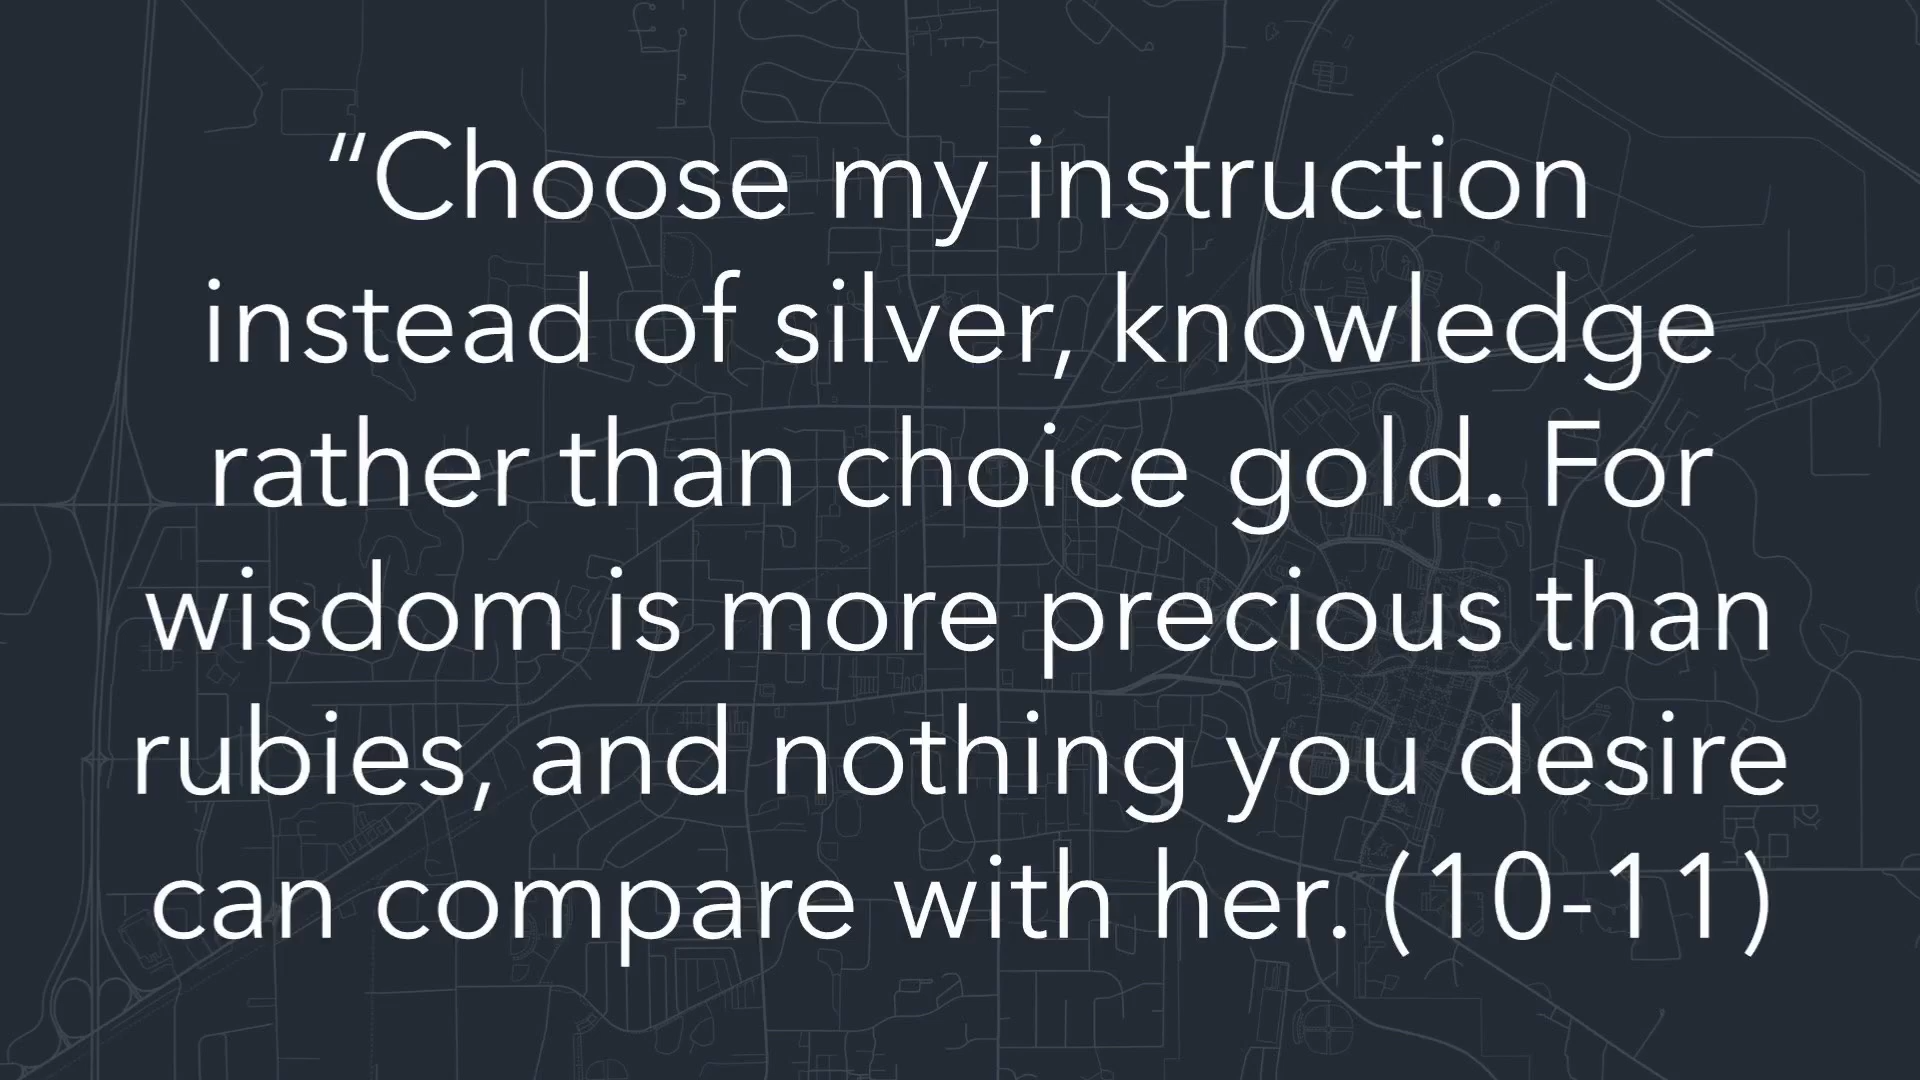 “Choose my instruction
instead of silver, knowledge
rather than choice gold. For
wisdom is more precious than
rubies, and nothing you desire
can compare with her. (10-11)